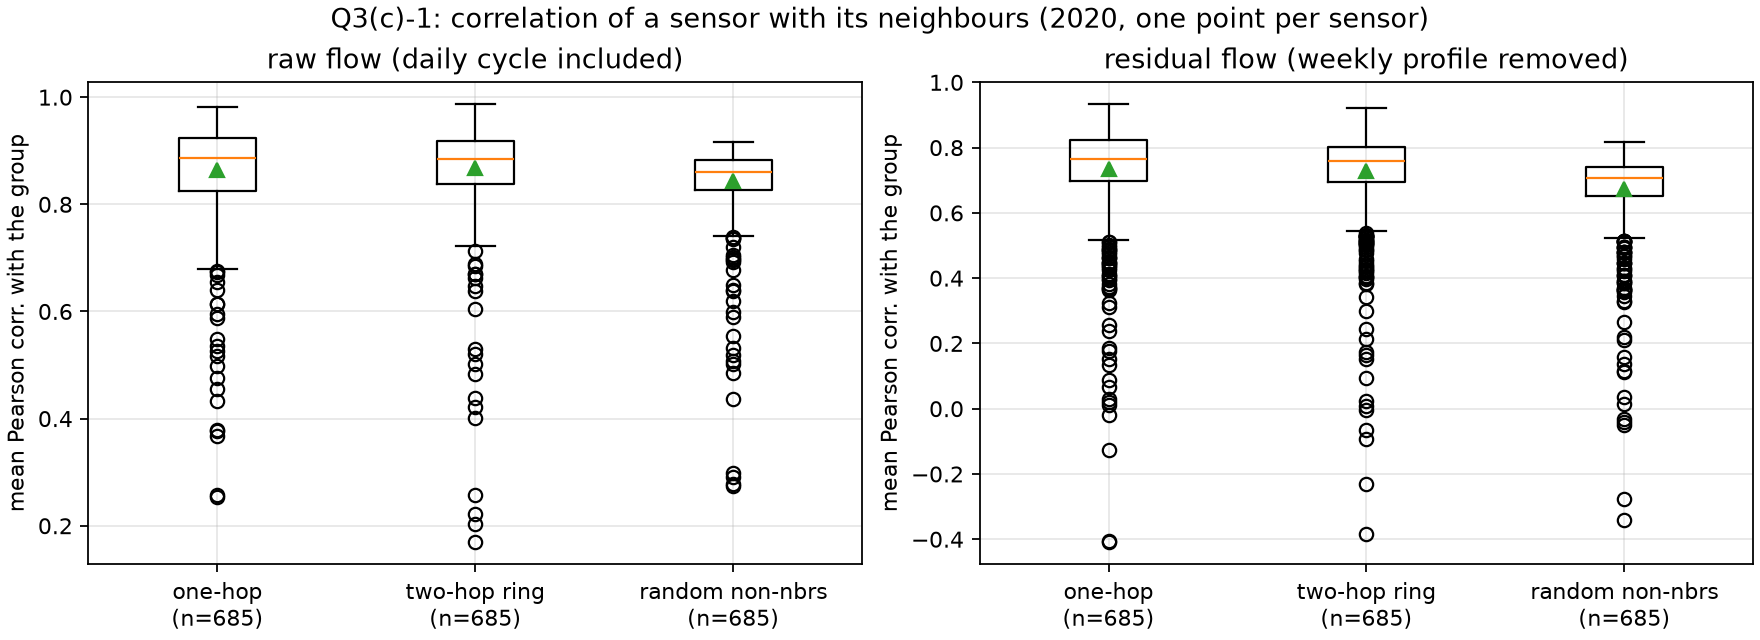 Q3(c)-1: correlation of a sensor with its neighbours (2020, one point per sensor)
raw flow (daily cycle included)
mean Pearson corr. with the group
1.0
0.8
0.6
0.4
0.2
one-hop
(n=685)
two-hop ring
(n=685)
random non-nbrs
(n=685)
residual flow (weekly profile removed)
mean Pearson corr. with the group
1.0
0.8
0.6
0.4
0.2
0.0
−0.2
−0.4
one-hop
(n=685)
two-hop ring
(n=685)
random non-nbrs
(n=685)